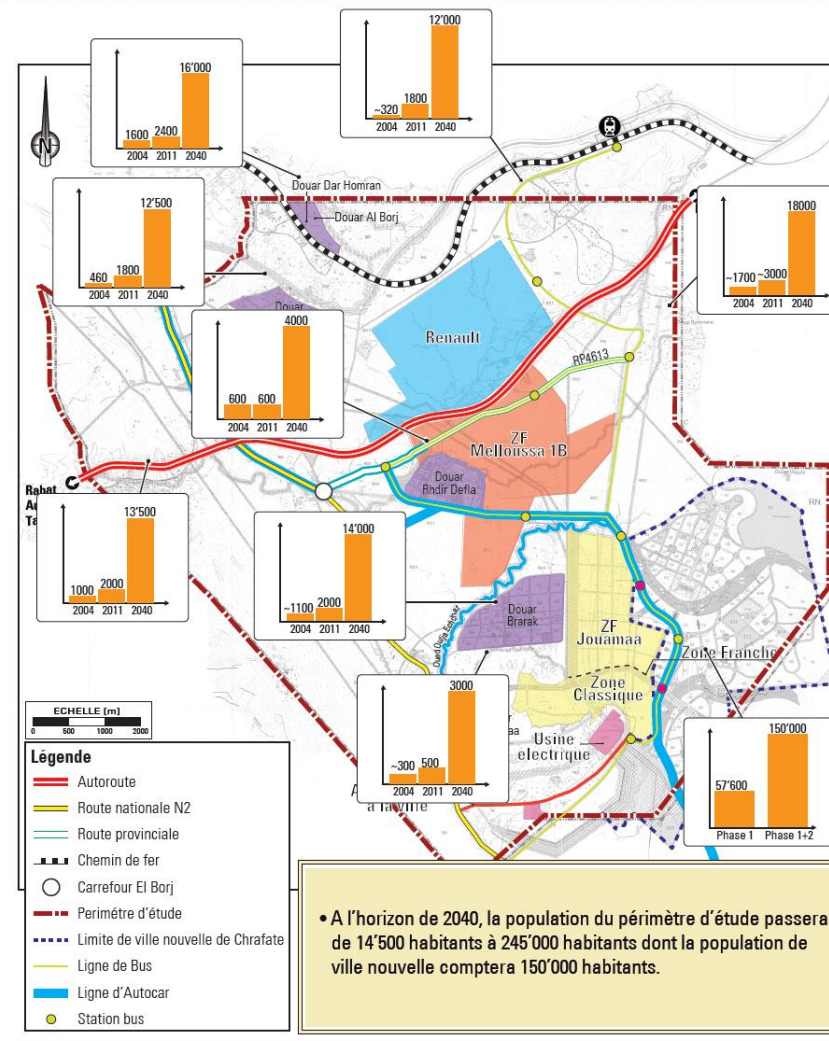 16'000
1600
2400
2004 2011 2040
12'000
~320
1800
2004 2011 2040
N
Douar Dar Homran
Douar Al Borj
12'500
460
1800
2004 2011 2040
18000
~1700
~3000
2004 2011 2040
Douar
4000
600
600
2004 2011 2040
Renault
RP4613
ZF
Melloussa 1B
Douar
Rhdir Defla
Rabat
13'500
1000
2000
2004 2011 2040
14'000
~1100
2000
2004 2011 2040
RN
Douar
Brarak
ZF
Jouamaa
Zone Franche
Zone
Classique
Usine
electrique
3000
~300
500
2004 2011 2040
à la ville
150'000
57'600
Phase 1 Phase 1+2
ECHELLE [m]
0 500 1000 2000
Légende
Autoroute
Route nationale N2
Route provinciale
Chemin de fer
Carrefour El Borj
Perimétre d'étude
Limite de ville nouvelle de Chrafate
Ligne de Bus
Ligne d'Autocar
Station bus
• A l'horizon de 2040, la population du périmètre d'étude passera
de 14'500 habitants à 245'000 habitants dont la population de
ville nouvelle comptera 150'000 habitants.